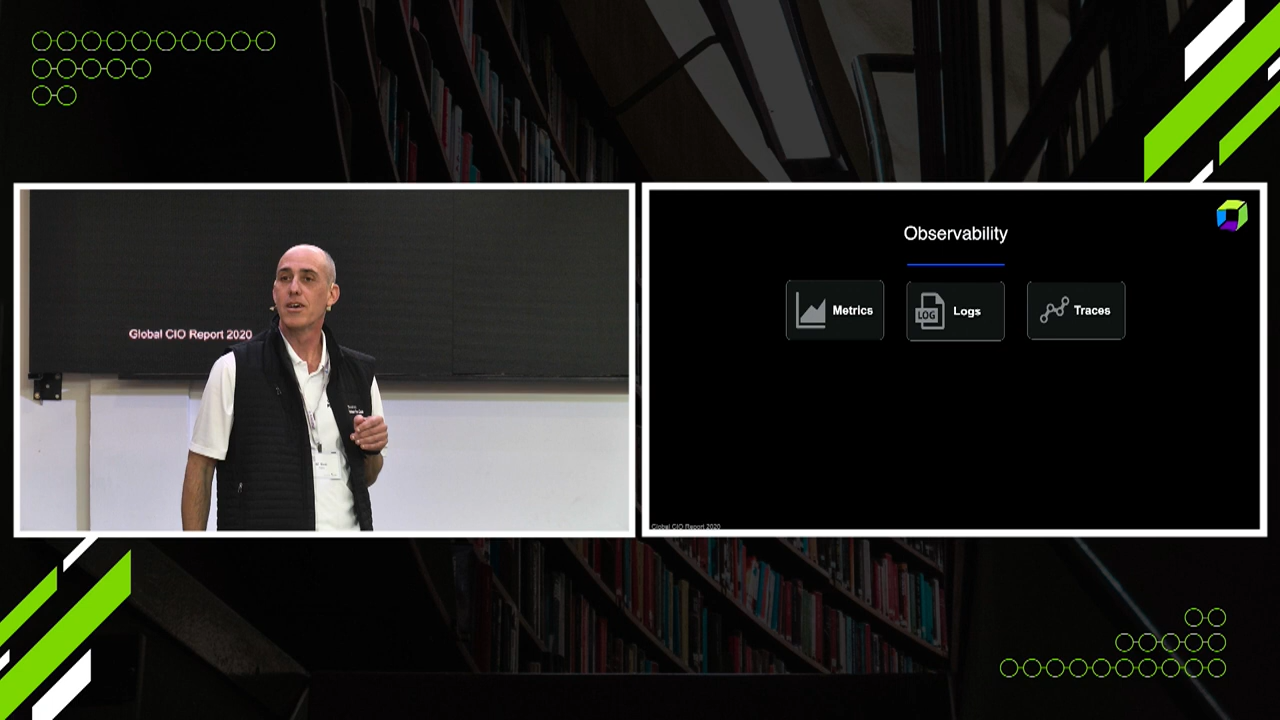 Global CIO Report 2020
Observability
Metrics
LOG
Logs
Traces
Global CIO Report 2020